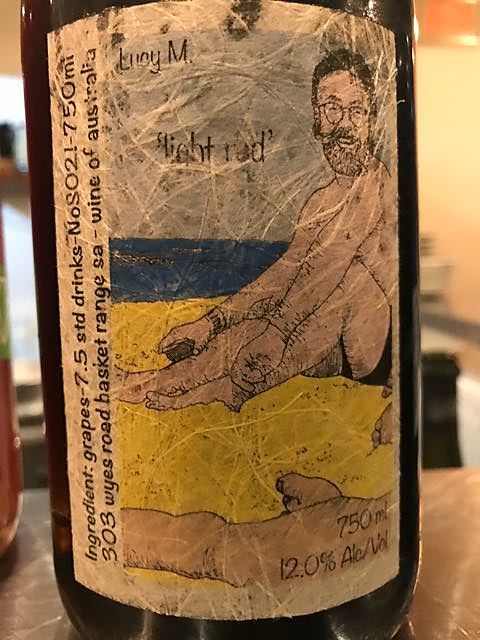 Lucy M.
'light red'
Ingredient: grapes-7.5 std drinks-NoSO2!-750ml
303 wyes road basket range sa - wine of australia
750 ml
12.0% Alc/Vol